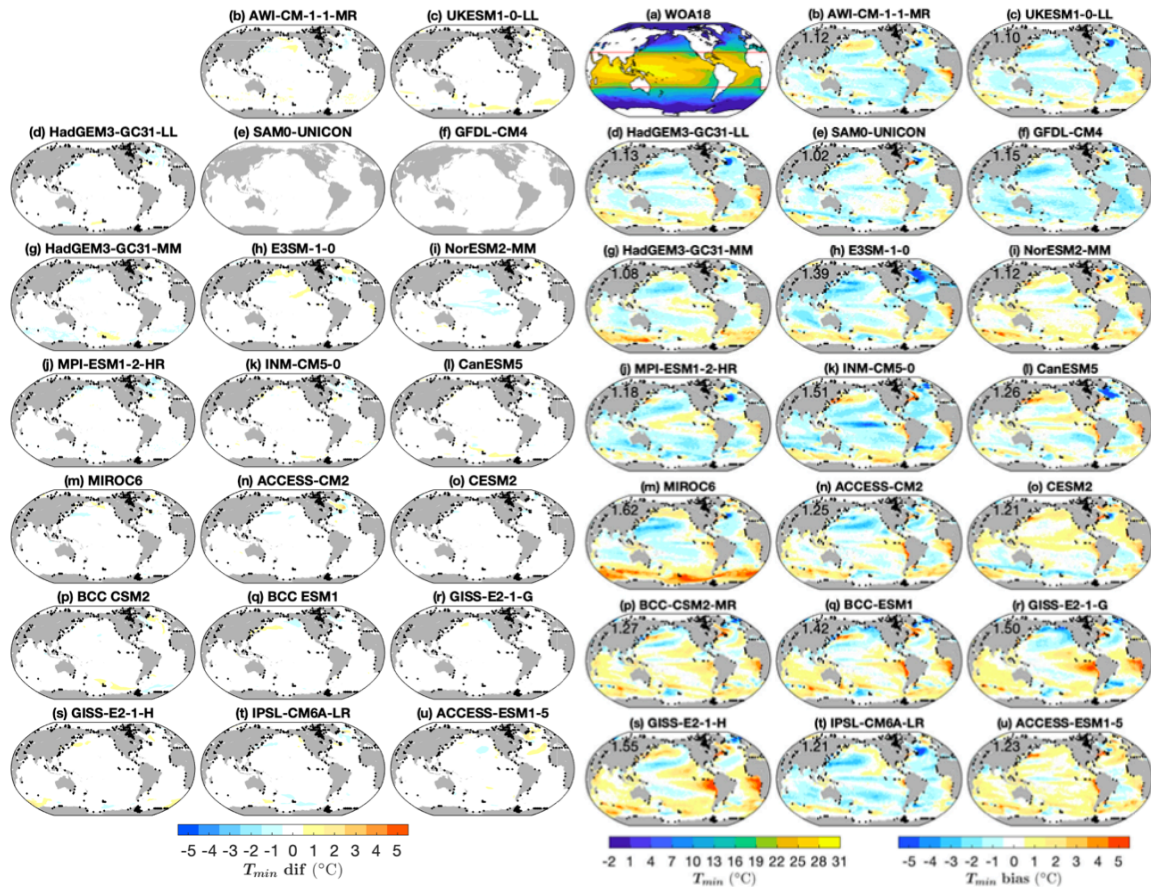 (b) AWI-CM-1-1-MR (c) UKESM1-0-LL
(d) HadGEM3-GC31-LL (e) SAM0-UNICON (f) GFDL-CM4
(g) HadGEM3-GC31-MM (h) E3SM-1-0 (i) NorESM2-MM
(j) MPI-ESM1-2-HR (k) INM-CM5-0 (l) CanESM5
(m) MIROC6 (n) ACCESS-CM2 (o) CESM2
(p) BCC CSM2 (q) BCC ESM1 (r) GISS-E2-1-G
(s) GISS-E2-1-H (t) IPSL-CM6A-LR (u) ACCESS-ESM1-5
-5 -4 -3 -2 -1 0 1 2 3 4 5
T_min dif (°C)
(a) WOA18 (b) AWI-CM-1-1-MR (c) UKESM1-0-LL
1.12 1.10
(d) HadGEM3-GC31-LL (e) SAM0-UNICON (f) GFDL-CM4
1.13 1.02 1.15
(g) HadGEM3-GC31-MM (h) E3SM-1-0 (i) NorESM2-MM
1.08 1.39 1.12
(j) MPI-ESM1-2-HR (k) INM-CM5-0 (l) CanESM5
1.18 1.51 1.26
(m) MIROC6 (n) ACCESS-CM2 (o) CESM2
1.62 1.25 1.21
(p) BCC-CSM2-MR (q) BCC-ESM1 (r) GISS-E2-1-G
1.27 1.42 1.50
(s) GISS-E2-1-H (t) IPSL-CM6A-LR (u) ACCESS-ESM1-5
1.55 1.21 1.23
-2 1 4 7 10 13 16 19 22 25 28 31
T_min (°C)
-5 -4 -3 -2 -1 0 1 2 3 4 5
T_min bias (°C)